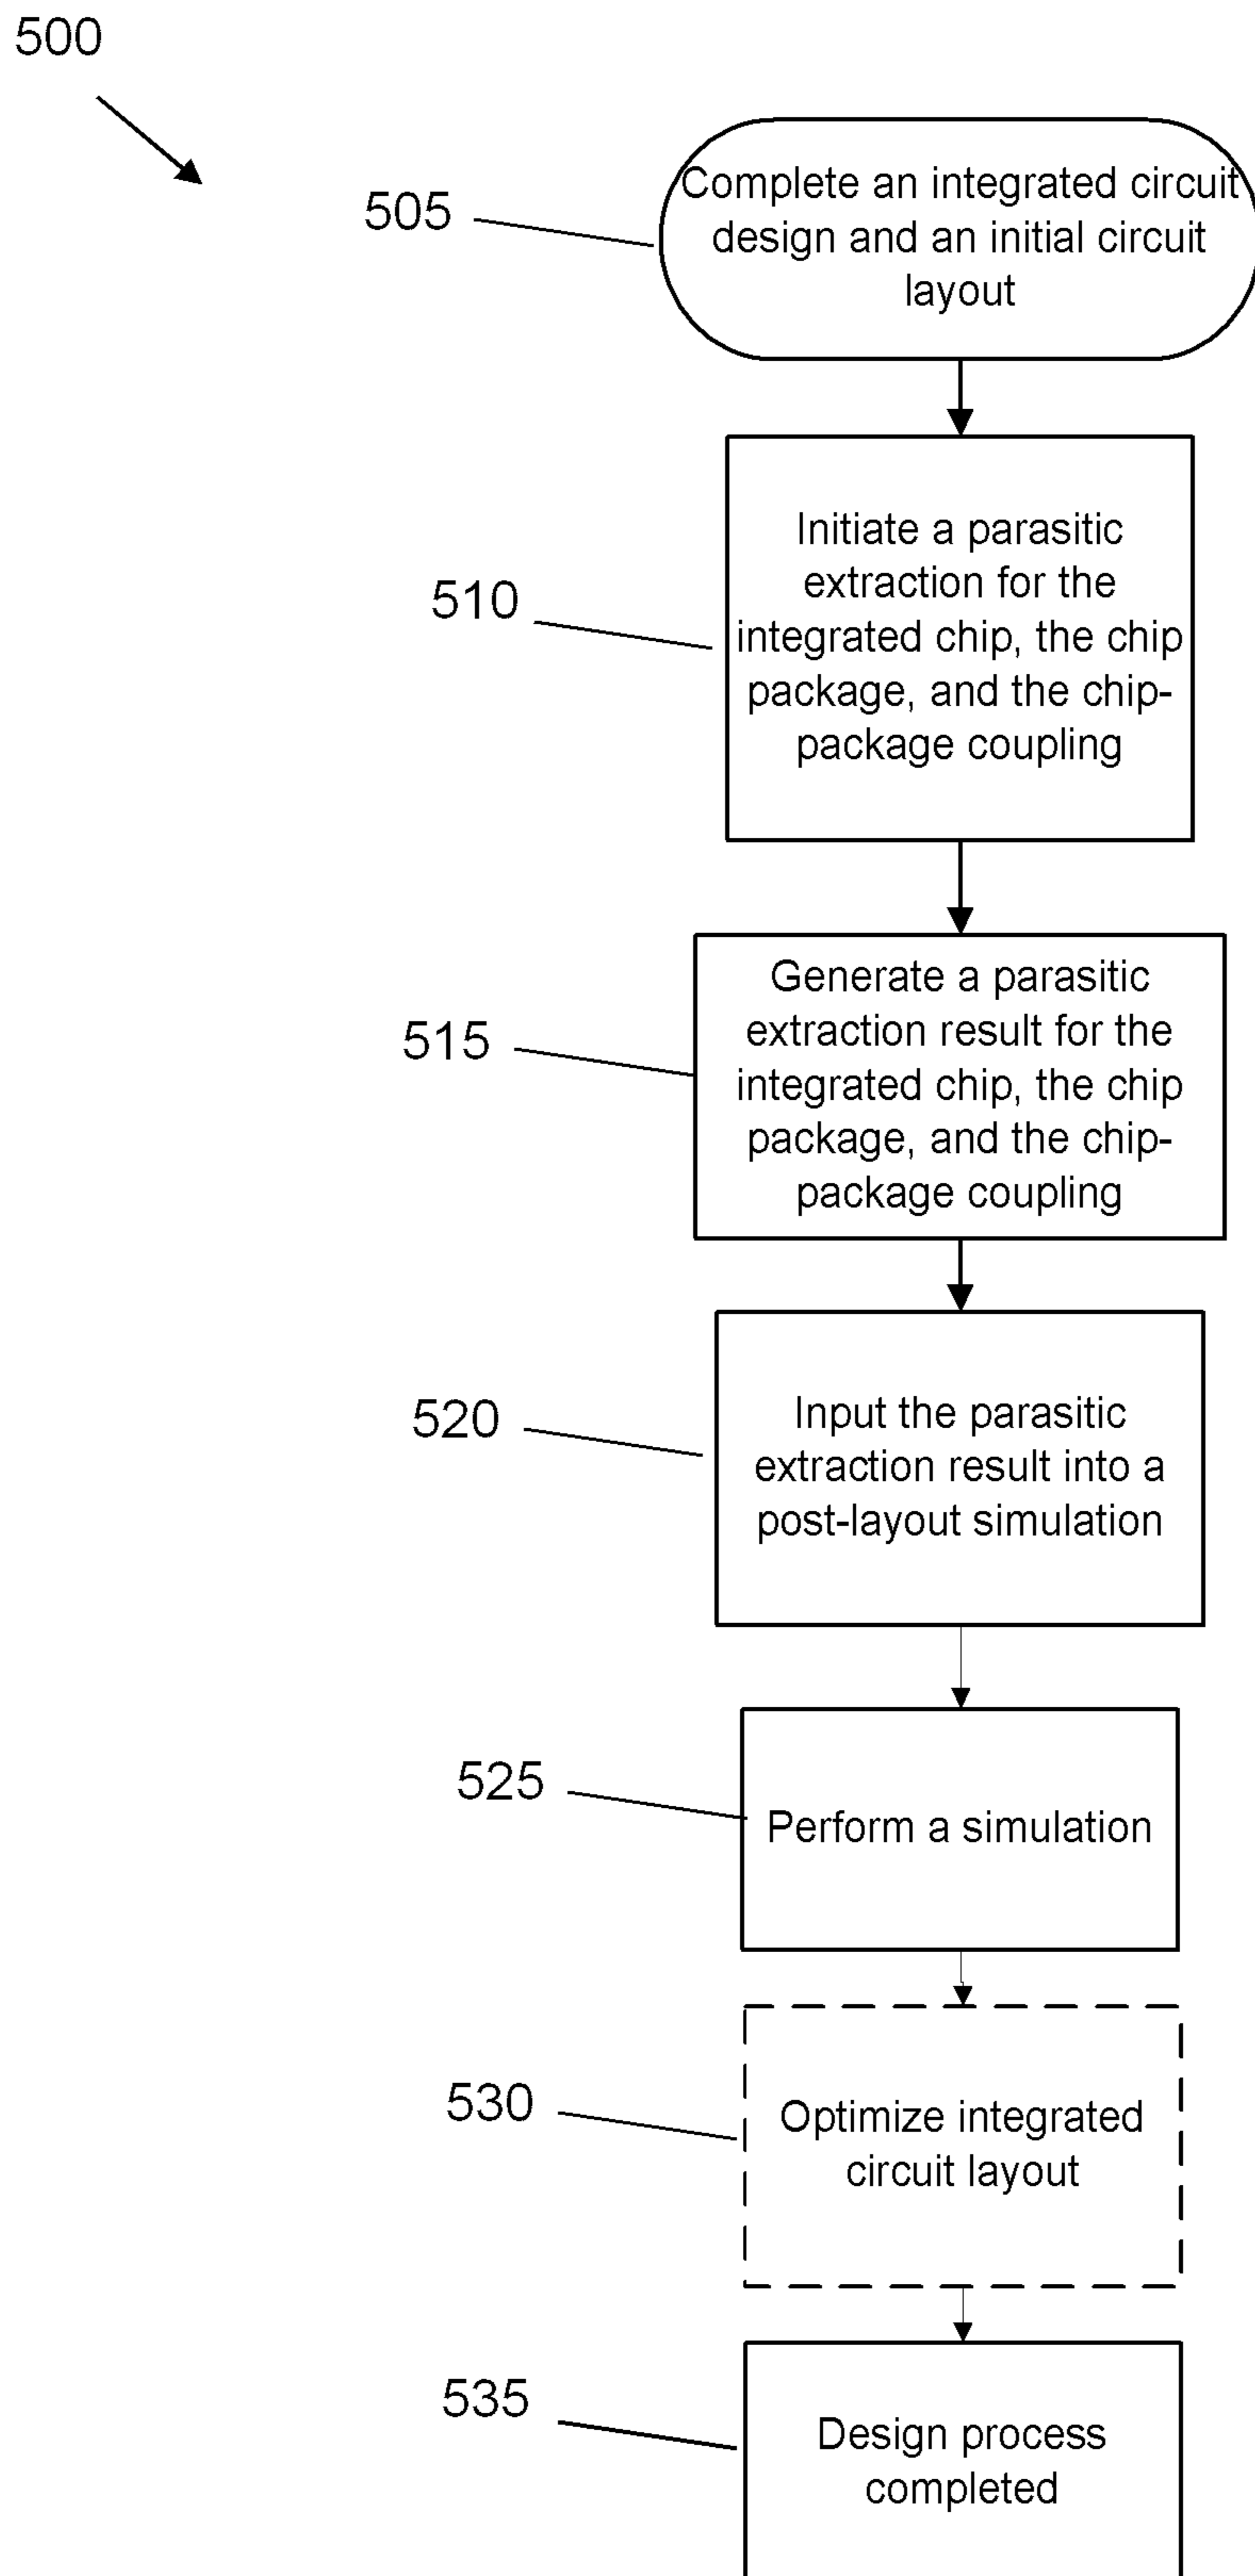 500
505
Complete an integrated circuit
design and an initial circuit
layout
510
Initiate a parasitic
extraction for the
integrated chip, the chip
package, and the chip-
package coupling
515
Generate a parasitic
extraction result for the
integrated chip, the chip
package, and the chip-
package coupling
520
Input the parasitic
extraction result into a
post-layout simulation
525
Perform a simulation
530
Optimize integrated
circuit layout
535
Design process
completed